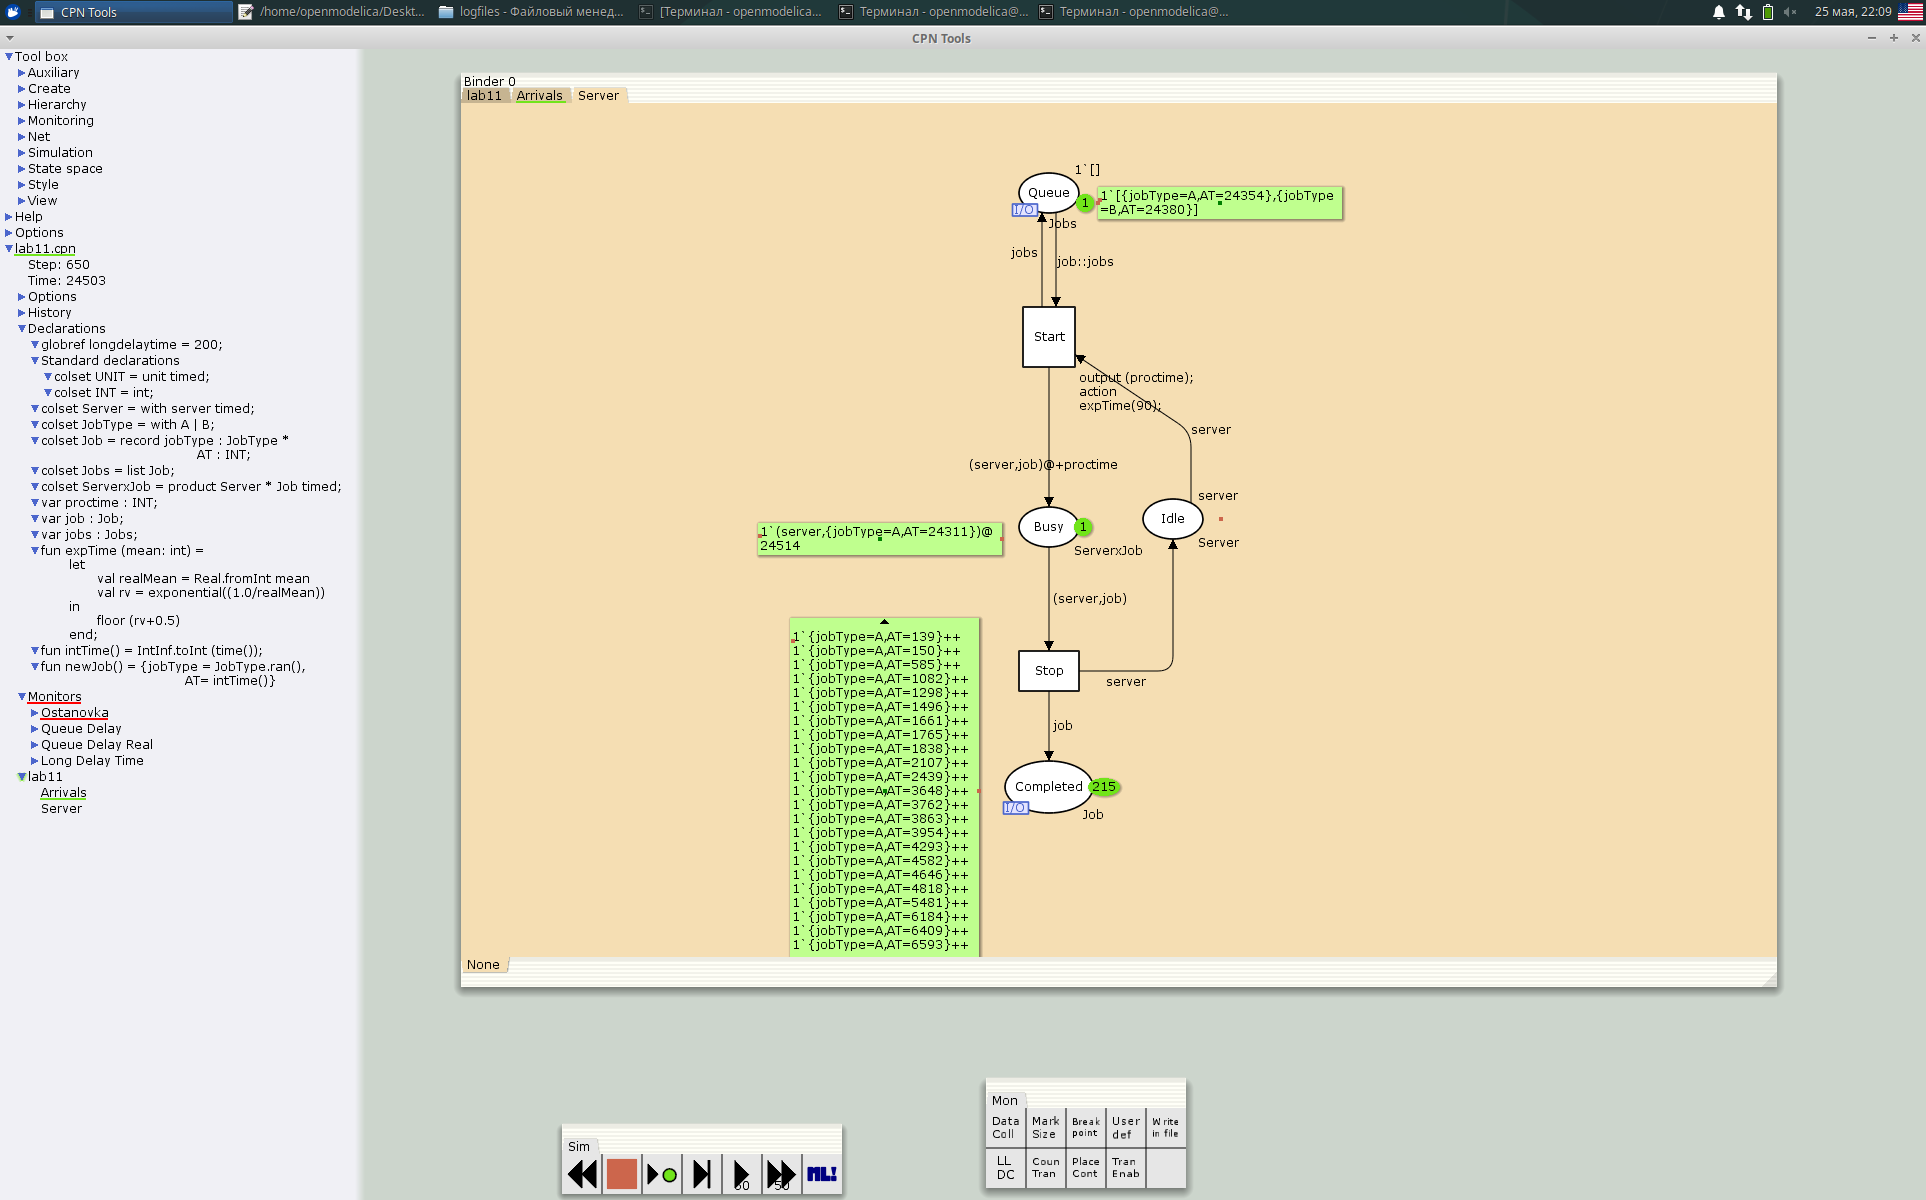 CPN Tools
/home/openmodelica/Deskt...
logfiles - Файловый менед...
[Терминал - openmodelica...
Терминал - openmodelica@...
Терминал - openmodelica@...
25 мая, 22:09
CPN Tools
Tool box
Auxiliary
Create
Hierarchy
Monitoring
Net
Simulation
State space
Style
View
Help
Options
lab11.cpn
Step: 650
Time: 24503
Options
History
Declarations
globref longdelaytime = 200;
Standard declarations
colset UNIT = unit timed;
colset INT = int;
colset Server = with server timed;
colset JobType = with A | B;
colset Job = record jobType : JobType *
AT : INT;
colset Jobs = list Job;
colset ServerxJob = product Server * Job timed;
var proctime : INT;
var job : Job;
var jobs : Jobs;
fun expTime (mean: int) =
let
val realMean = Real.fromInt mean
val rv = exponential((1.0/realMean))
in
floor (rv+0.5)
end;
fun intTime() = IntInf.toInt (time());
fun newJob() = {jobType = JobType.ran(),
AT= intTime()}
Monitors
Ostanovka
Queue Delay
Queue Delay Real
Long Delay Time
lab11
Arrivals
Server
Binder 0
lab11 Arrivals Server
1`[]
Queue
I/O
1
1`[{jobType=A,AT=24354},{jobType
=B,AT=24380}]
Jobs
jobs
job::jobs
Start
output (proctime);
action
expTime(90);
server
(server,job)@+proctime
server
Idle
Server
Busy
1
ServerxJob
1`(server,{jobType=A,AT=24311})@
24514
(server,job)
Stop
server
job
Completed
215
I/O
Job
1`{jobType=A,AT=139}++
1`{jobType=A,AT=150}++
1`{jobType=A,AT=585}++
1`{jobType=A,AT=1082}++
1`{jobType=A,AT=1298}++
1`{jobType=A,AT=1496}++
1`{jobType=A,AT=1661}++
1`{jobType=A,AT=1765}++
1`{jobType=A,AT=1838}++
1`{jobType=A,AT=2107}++
1`{jobType=A,AT=2439}++
1`{jobType=A,AT=3648}++
1`{jobType=A,AT=3762}++
1`{jobType=A,AT=3863}++
1`{jobType=A,AT=3954}++
1`{jobType=A,AT=4293}++
1`{jobType=A,AT=4582}++
1`{jobType=A,AT=4646}++
1`{jobType=A,AT=4818}++
1`{jobType=A,AT=5481}++
1`{jobType=A,AT=6184}++
1`{jobType=A,AT=6409}++
1`{jobType=A,AT=6593}++
None
Sim
50
ML!
Mon
Data Coll
Mark Size
Break point
User def
Write in file
LL DC
Coun Tran
Place Cont
Tran Enab